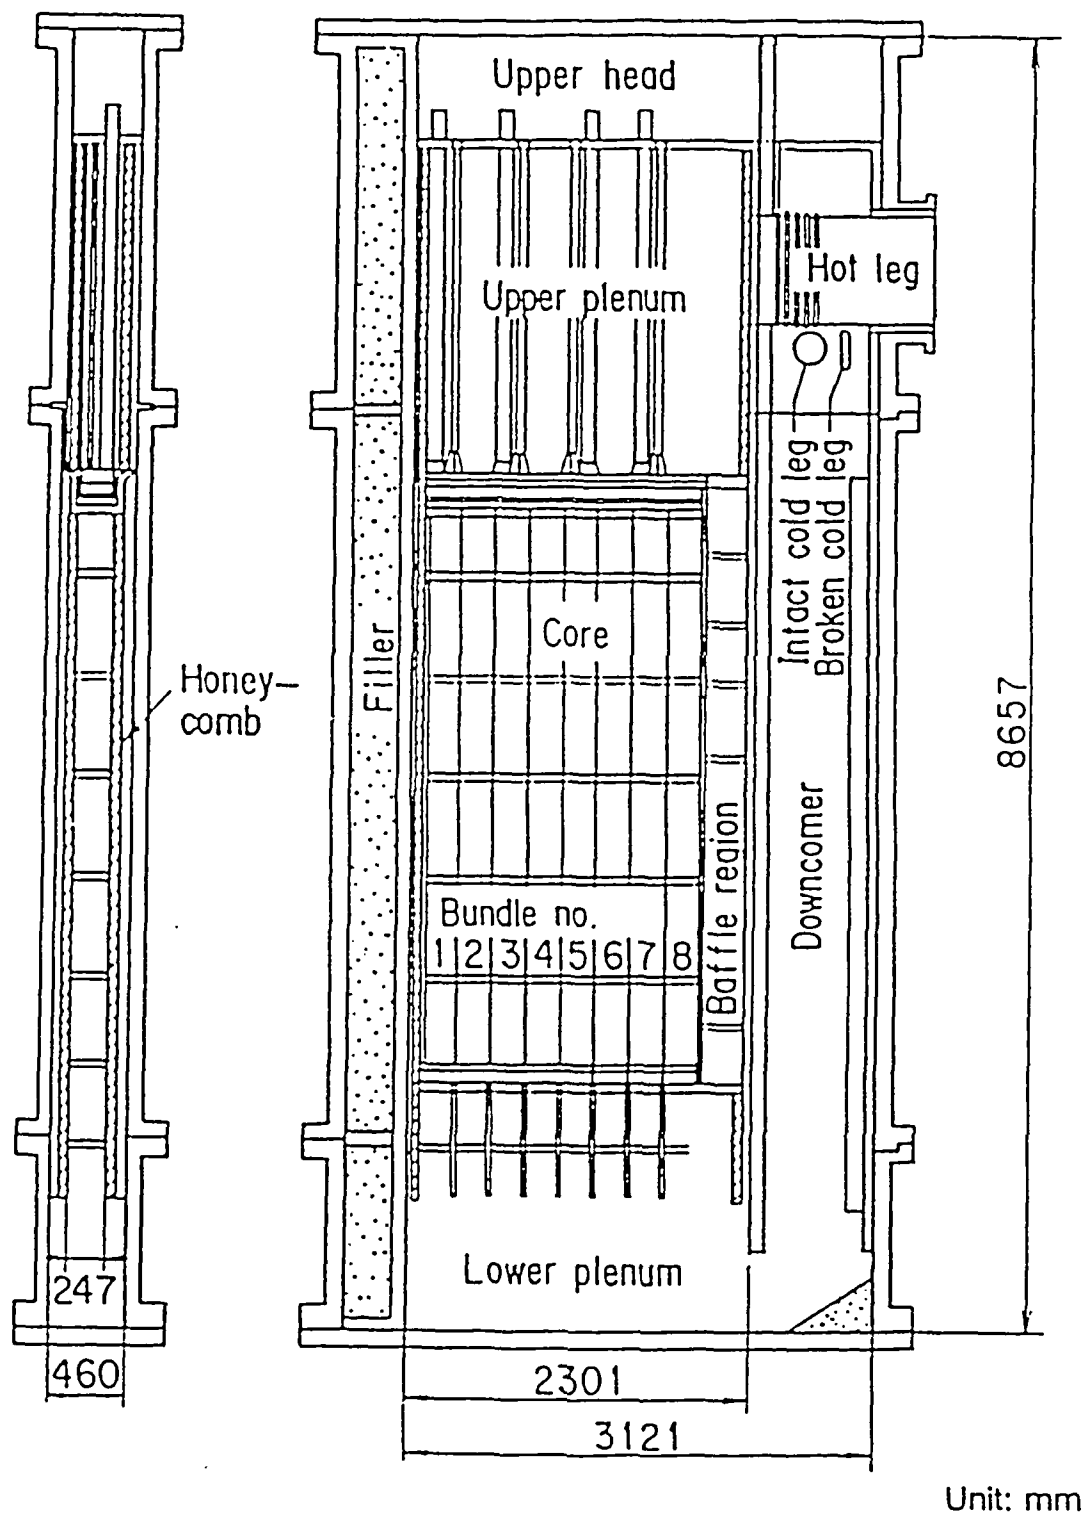 Upper head
Hot leg
Upper plenum
Intact cold leg
Broken cold leg
Core
Filler
Honey-
comb
8657
Downcomer
Baffle region
Bundle no.
1 2 3 4 5 6 7 8
Lower plenum
247
460
2301
3121
Unit: mm